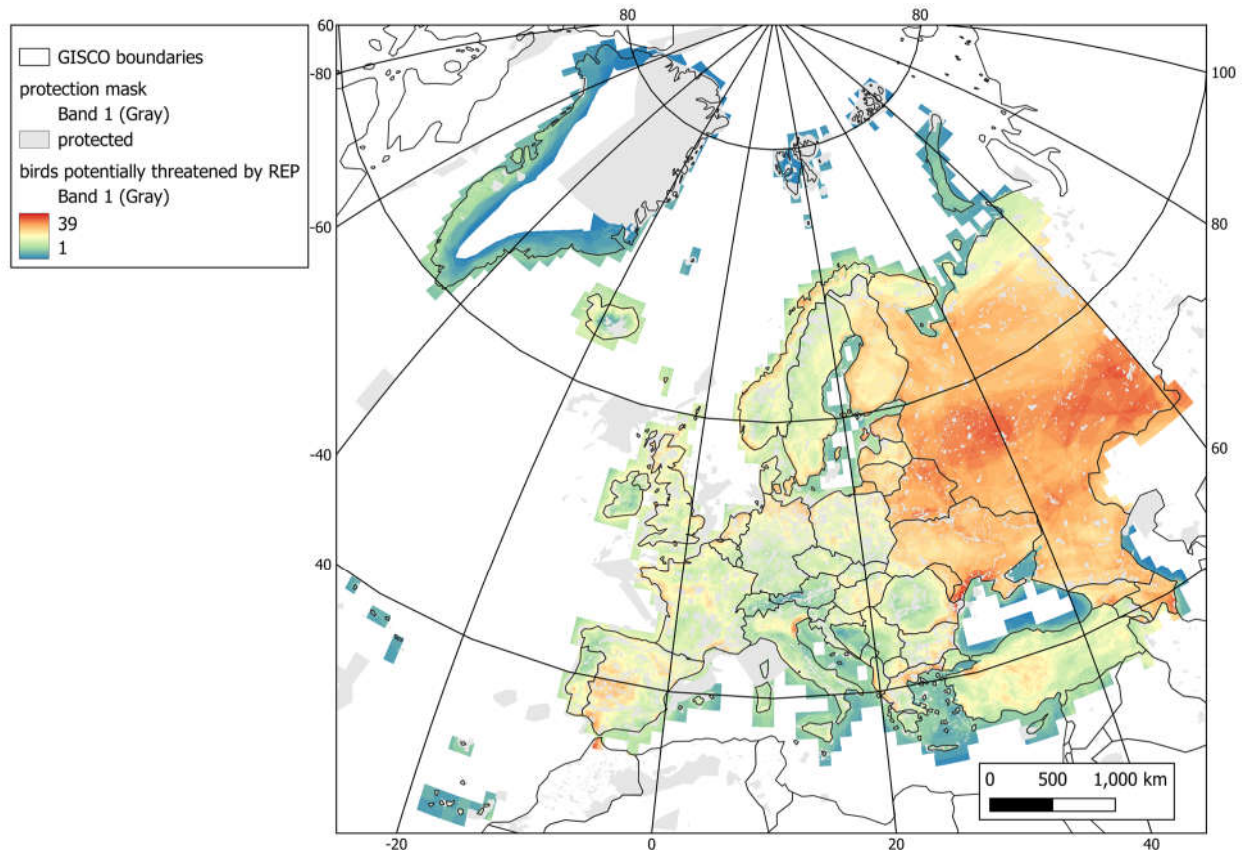 GISCO boundaries
protection mask
Band 1 (Gray)
protected
birds potentially threatened by REP
Band 1 (Gray)
39
1
80
80
60
-80
100
-60
80
-40
60
40
0
500
1,000 km
-20
0
20
40